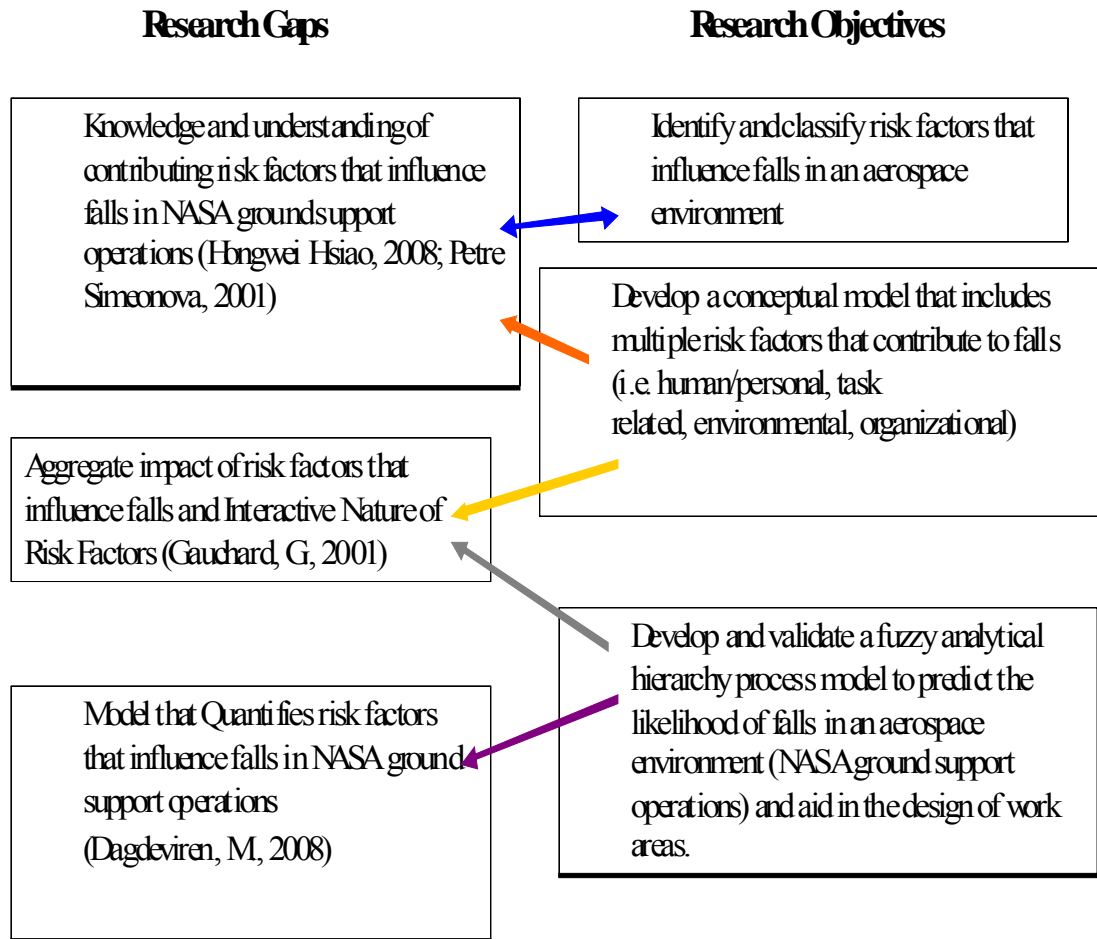 Research Gaps
Research Objectives
Knowledge and understanding of
contributing risk factors that influence
falls in NASA ground support
operations (Hongwei Hsiao, 2008; Petre
Simeonova, 2001)
Identify and classify risk factors that
influence falls in an aerospace
environment
Develop a conceptual model that includes
multiple risk factors that contribute to falls
(i.e. human/personal, task
related, environmental, organizational)
Aggregate impact of risk factors that
influence falls and Interactive Nature of
Risk Factors (Gauchard, G., 2001)
Develop and validate a fuzzy analytical
hierarchy process model to predict the
likelihood of falls in an aerospace
environment (NASA ground support
operations) and aid in the design of work
areas.
Model that Quantifies risk factors
that influence falls in NASA ground
support operations
(Dagdeviren, M., 2008)